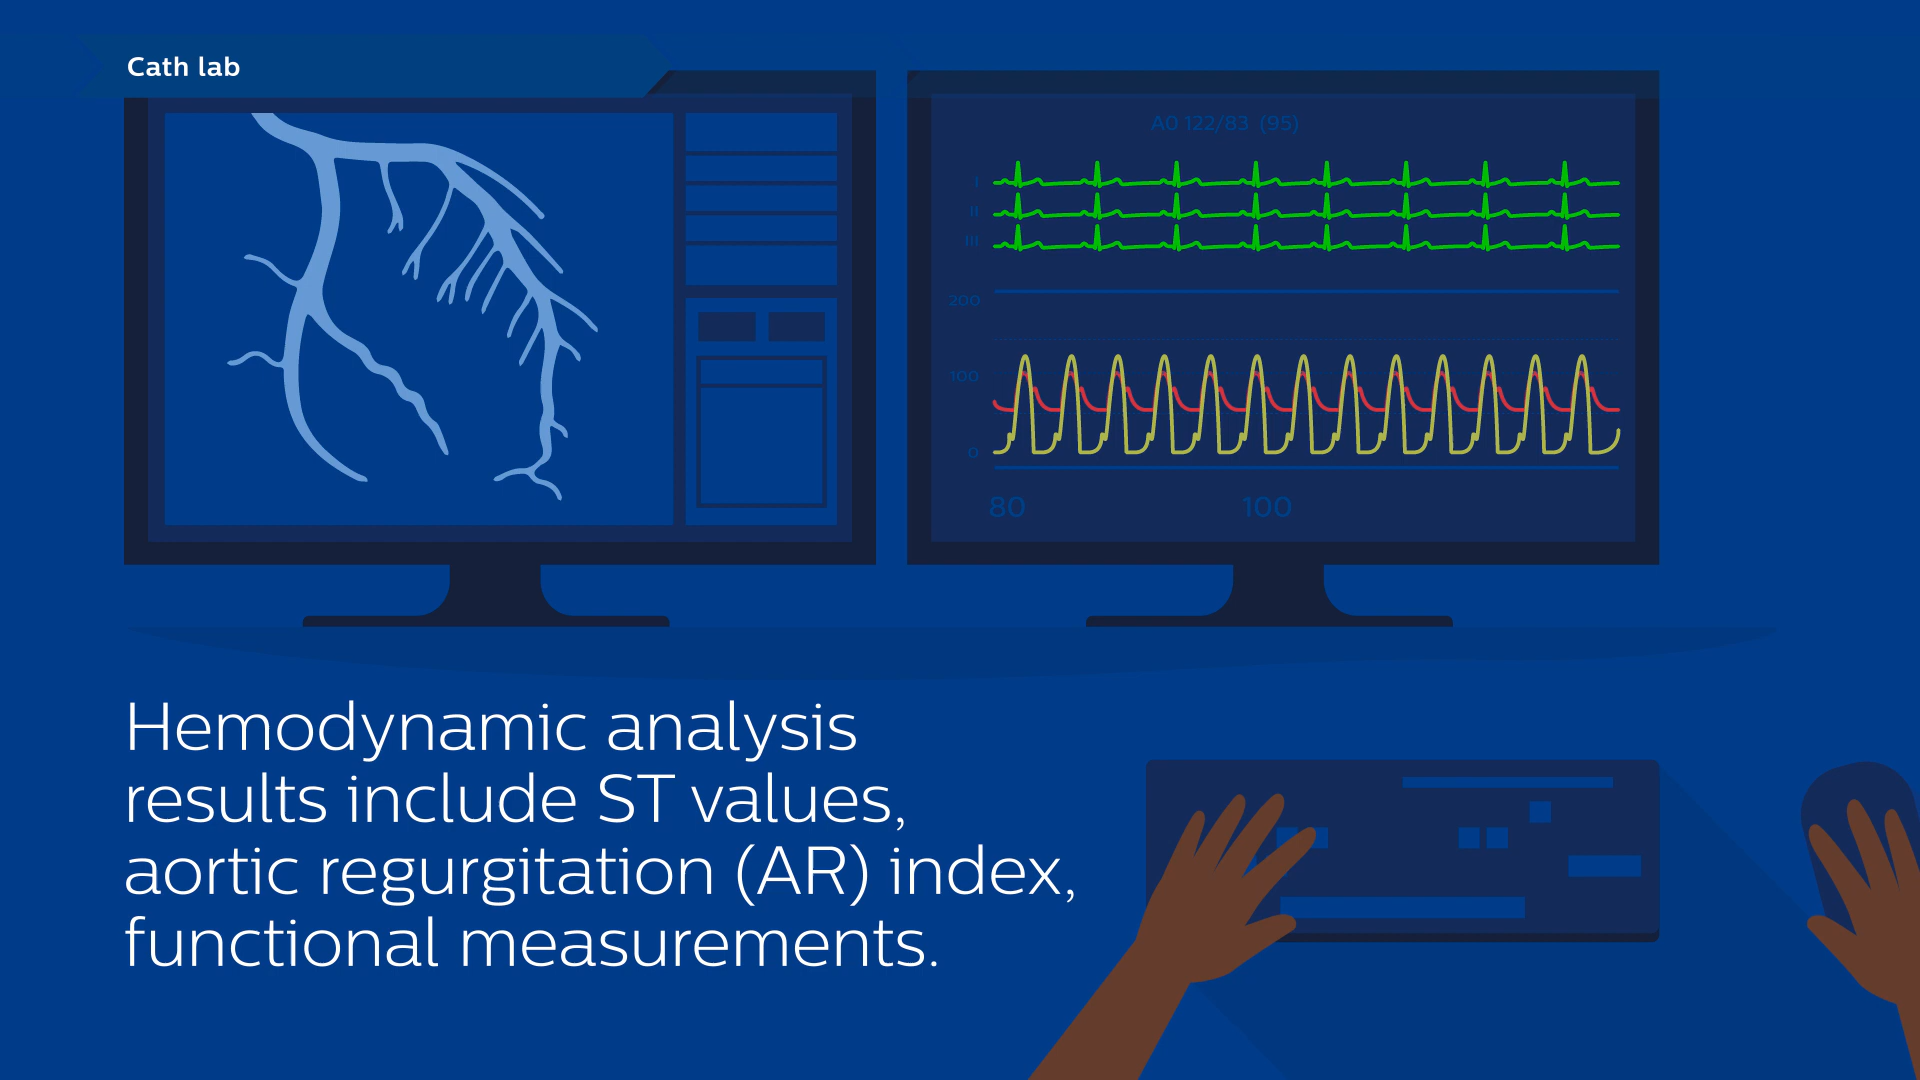 Cath lab
A0 122/83 (95)
I
II
III
200
100
0
80 100
Hemodynamic analysis
results include ST values,
aortic regurgitation (AR) index,
functional measurements.